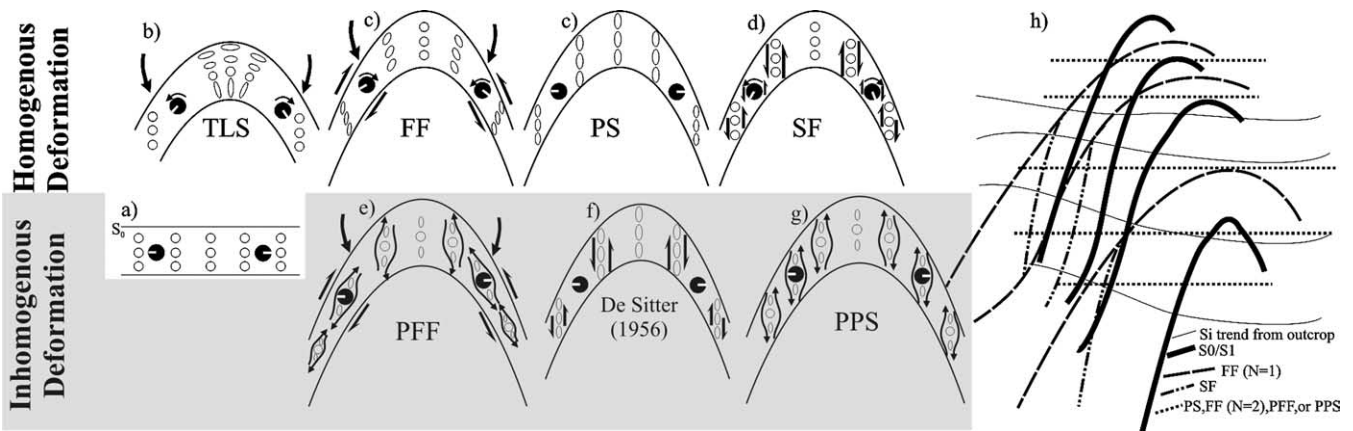 Homogenous
Deformation
b)
TLS
c)
FF
c)
PS
d)
SF
Inhomogenous
Deformation
a)
S0
e)
PFF
f)
De Sitter
(1956)
g)
PPS
h)
Si trend from outcrop
S0/S1
FF (N=1)
SF
PS,FF (N=2),PFF,or PPS